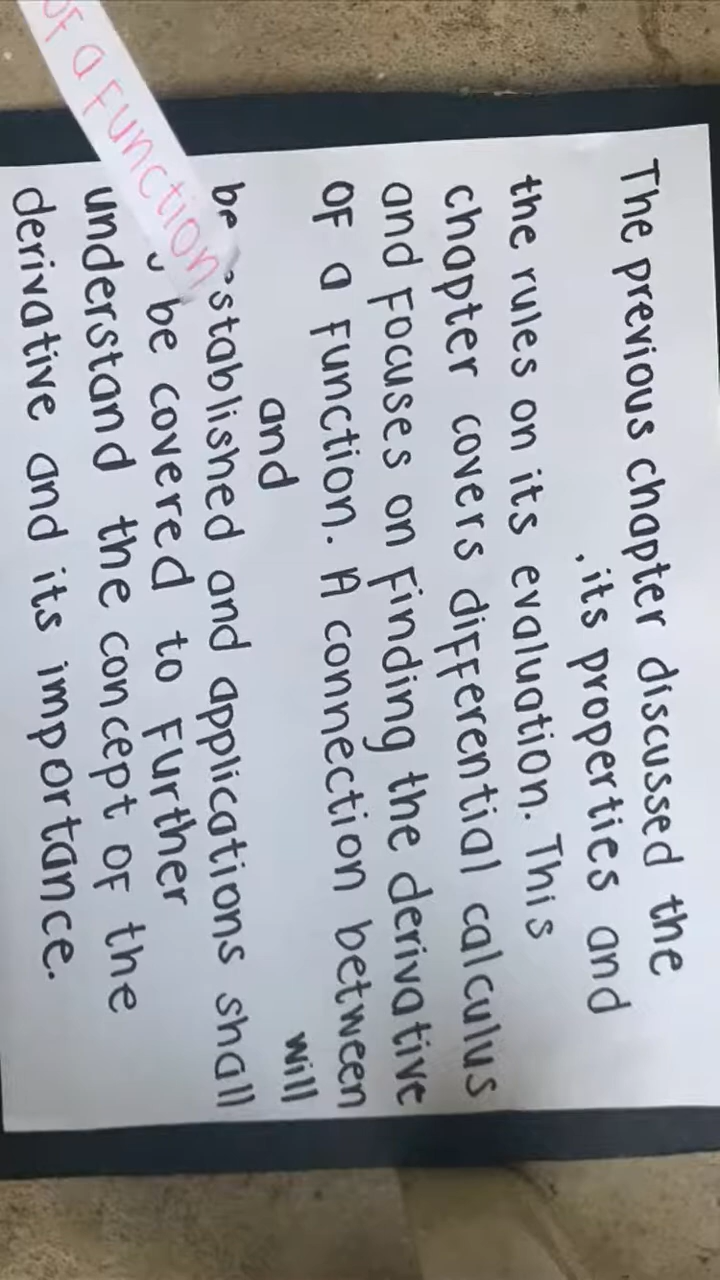 The previous chapter discussed the
, its properties and
the rules on its evaluation. This
chapter covers differential calculus
and focuses on finding the derivative
of a function. A connection between
and will
be established and applications shall
be covered to further
understand the concept of the
derivative and its importance.
of a function